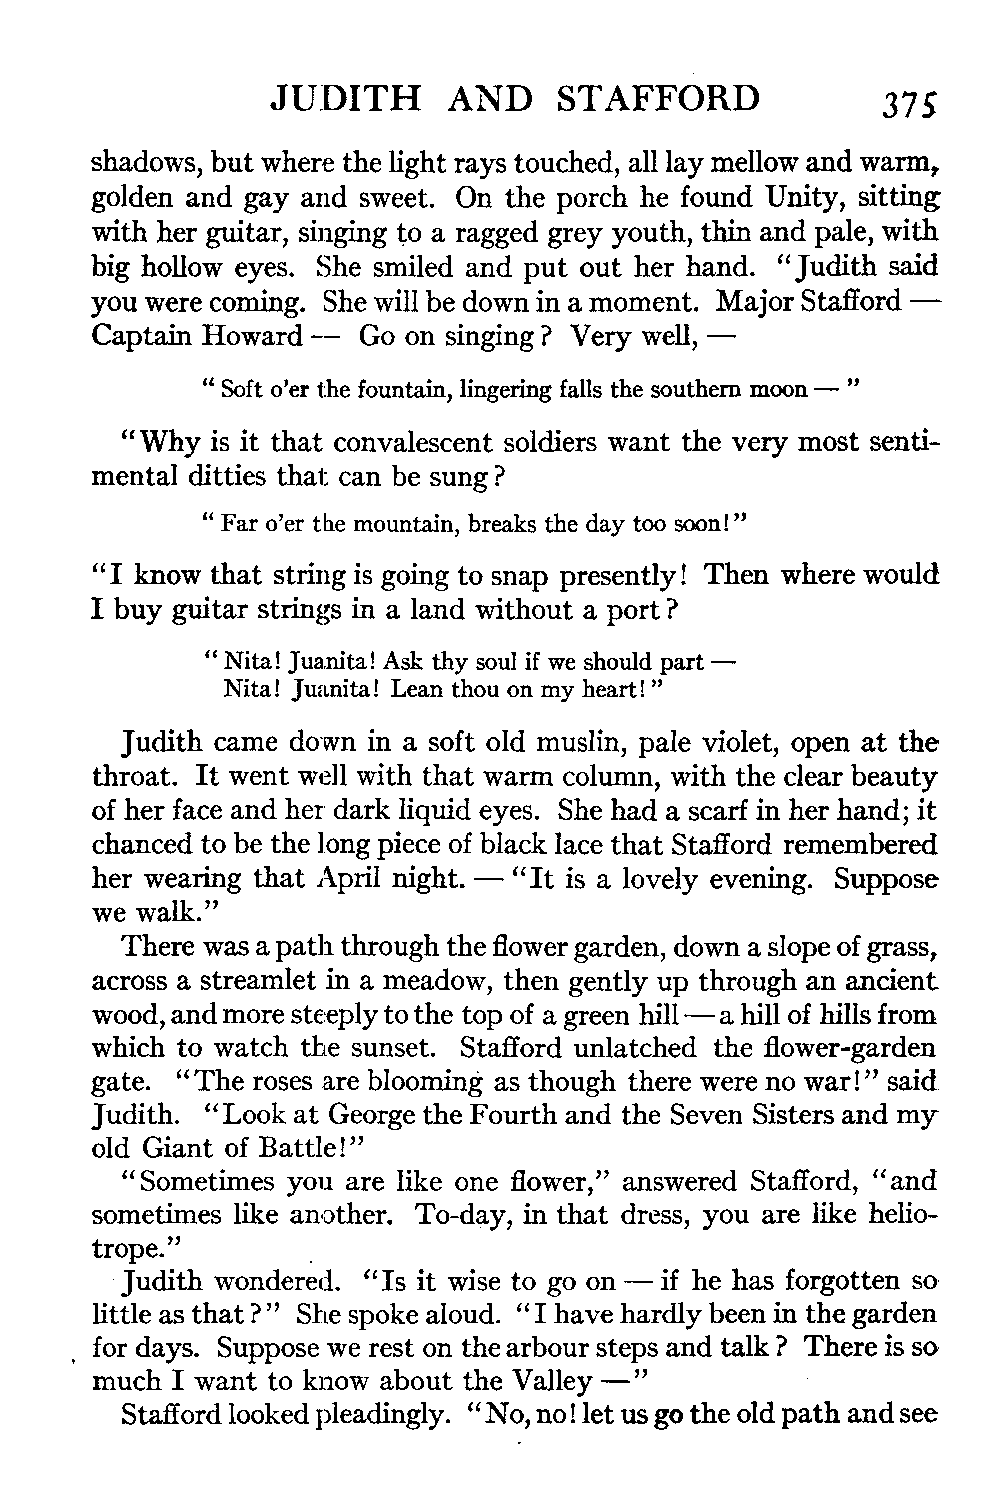 JUDITH AND STAFFORD 375
shadows, but where the light rays touched, all lay mellow and warm,
golden and gay and sweet. On the porch he found Unity, sitting
with her guitar, singing to a ragged grey youth, thin and pale, with
big hollow eyes. She smiled and put out her hand. "Judith said
you were coming. She will be down in a moment. Major Stafford —
Captain Howard — Go on singing? Very well, —
"Soft o'er the fountain, lingering falls the southern moon — "
"Why is it that convalescent soldiers want the very most senti-
mental ditties that can be sung?
"Far o'er the mountain, breaks the day too soon!"
"I know that string is going to snap presently! Then where would
I buy guitar strings in a land without a port?
"Nita! Juanita! Ask thy soul if we should part —
Nita! Juanita! Lean thou on my heart!"
Judith came down in a soft old muslin, pale violet, open at the
throat. It went well with that warm column, with the clear beauty
of her face and her dark liquid eyes. She had a scarf in her hand; it
chanced to be the long piece of black lace that Stafford remembered
her wearing that April night. — "It is a lovely evening. Suppose
we walk."
There was a path through the flower garden, down a slope of grass,
across a streamlet in a meadow, then gently up through an ancient
wood, and more steeply to the top of a green hill — a hill of hills from
which to watch the sunset. Stafford unlatched the flower-garden
gate. "The roses are blooming as though there were no war!" said
Judith. "Look at George the Fourth and the Seven Sisters and my
old Giant of Battle!"
"Sometimes you are like one flower," answered Stafford, "and
sometimes like another. To-day, in that dress, you are like helio-
trope."
Judith wondered. "Is it wise to go on — if he has forgotten so
little as that?" She spoke aloud. "I have hardly been in the garden
for days. Suppose we rest on the arbour steps and talk? There is so
much I want to know about the Valley —"
Stafford looked pleadingly. "No, no! let us go the old path and see